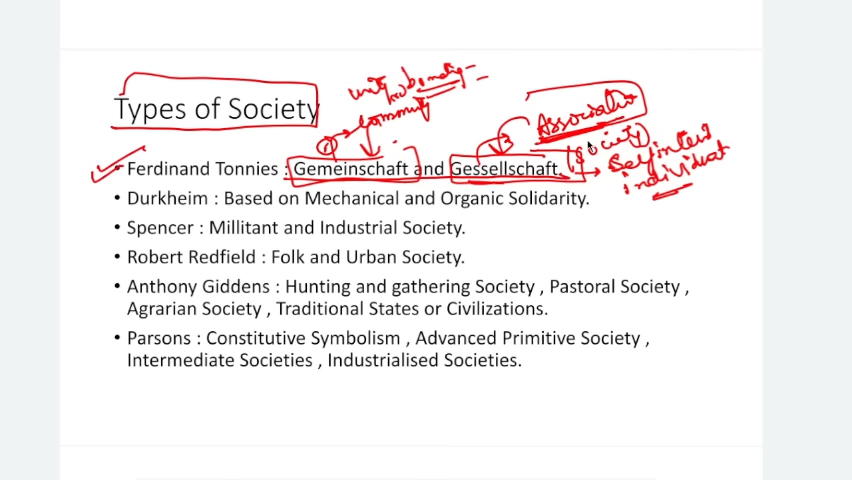 Types of Society
Community
Association
(Society)
Self interest
individual
• Ferdinand Tonnies : Gemeinschaft and Gessellschaft.
• Durkheim : Based on Mechanical and Organic Solidarity.
• Spencer : Millitant and Industrial Society.
• Robert Redfield : Folk and Urban Society.
• Anthony Giddens : Hunting and gathering Society , Pastoral Society ,
Agrarian Society , Traditional States or Civilizations.
• Parsons : Constitutive Symbolism , Advanced Primitive Society ,
Intermediate Societies , Industrialised Societies.